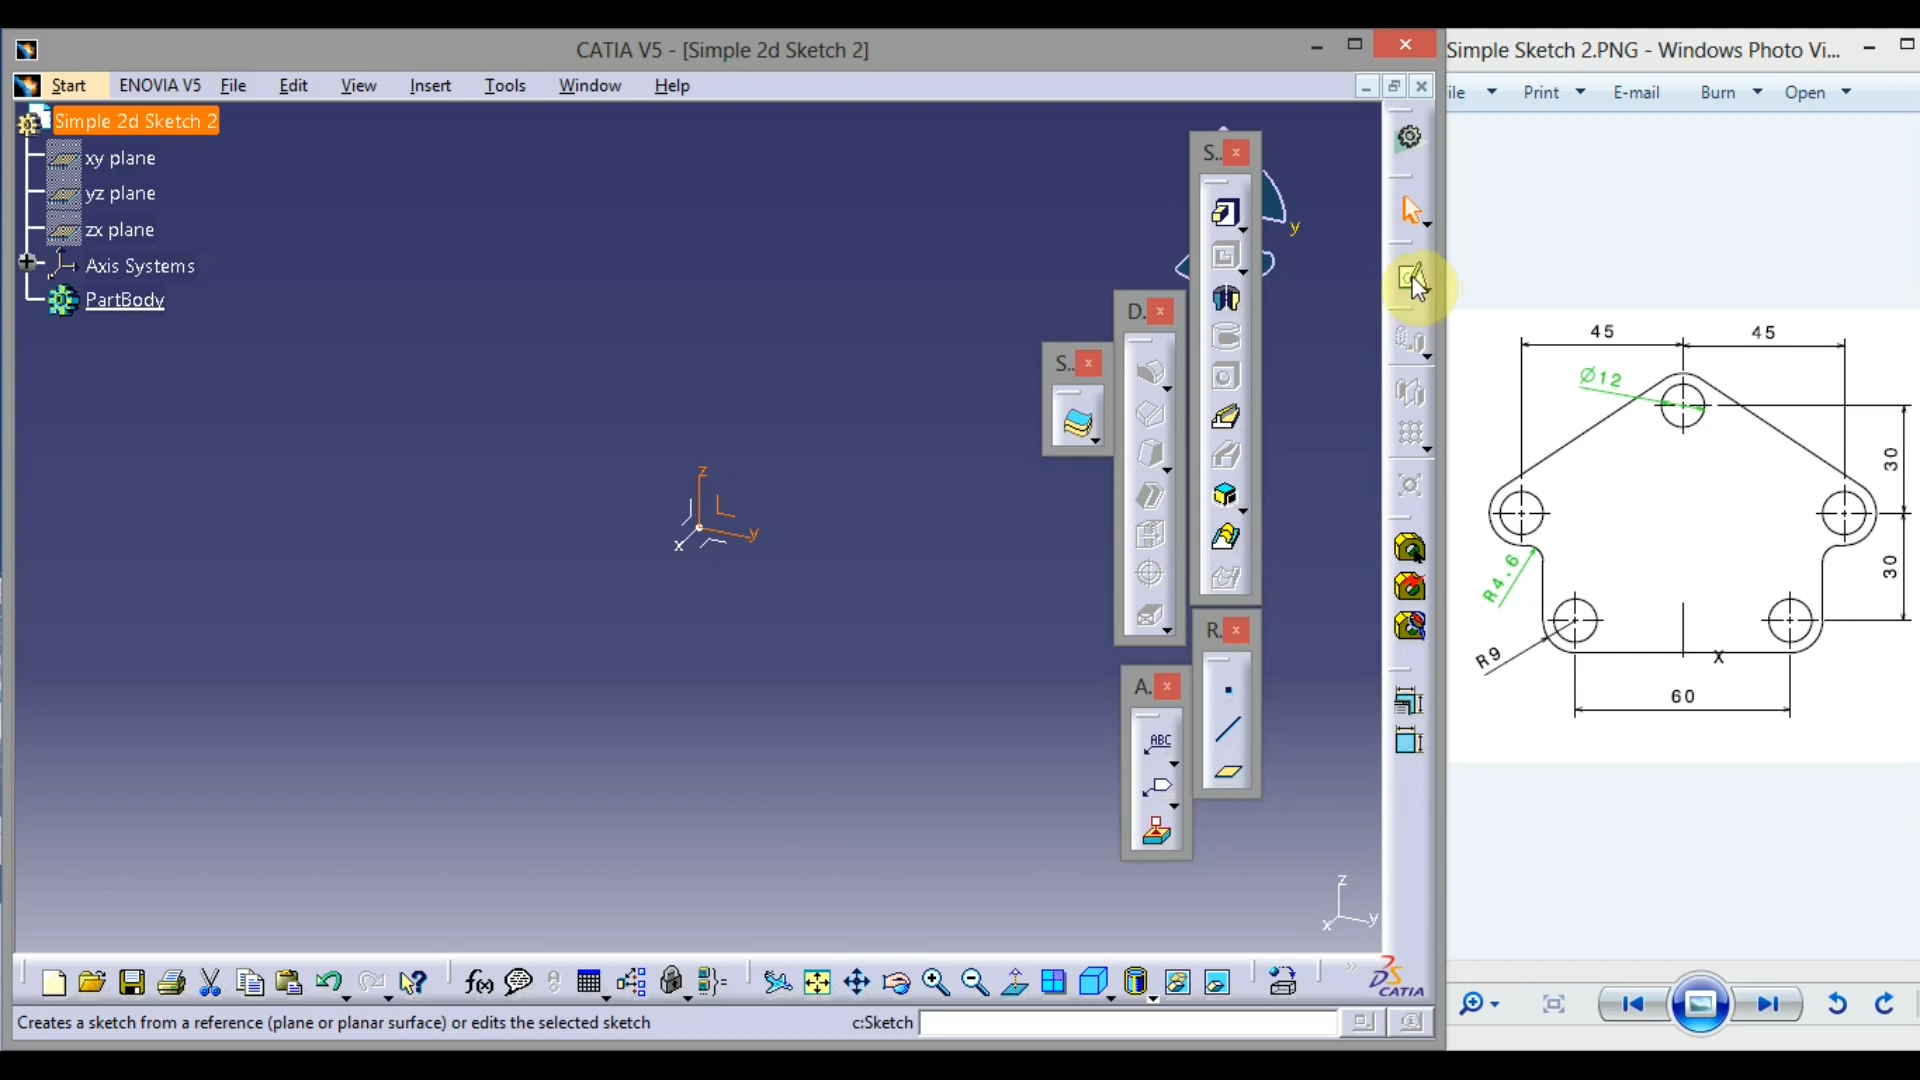 CATIA V5 - [Simple 2d Sketch 2]
Simple Sketch 2.PNG - Windows Photo Vi...
Start ENOVIA V5 File Edit View Insert Tools Window Help
ile Print E-mail Burn Open
Simple 2d Sketch 2
xy plane
yz plane
zx plane
Axis Systems
PartBody
S..
y
D.
S..
z
y
x
R.
A.
ABC
z
x
y
45
45
Ø12
30
30
R4.6
R9
X
60
f(x)
DS CATIA
Creates a sketch from a reference (plane or planar surface) or edits the selected sketch
c:Sketch